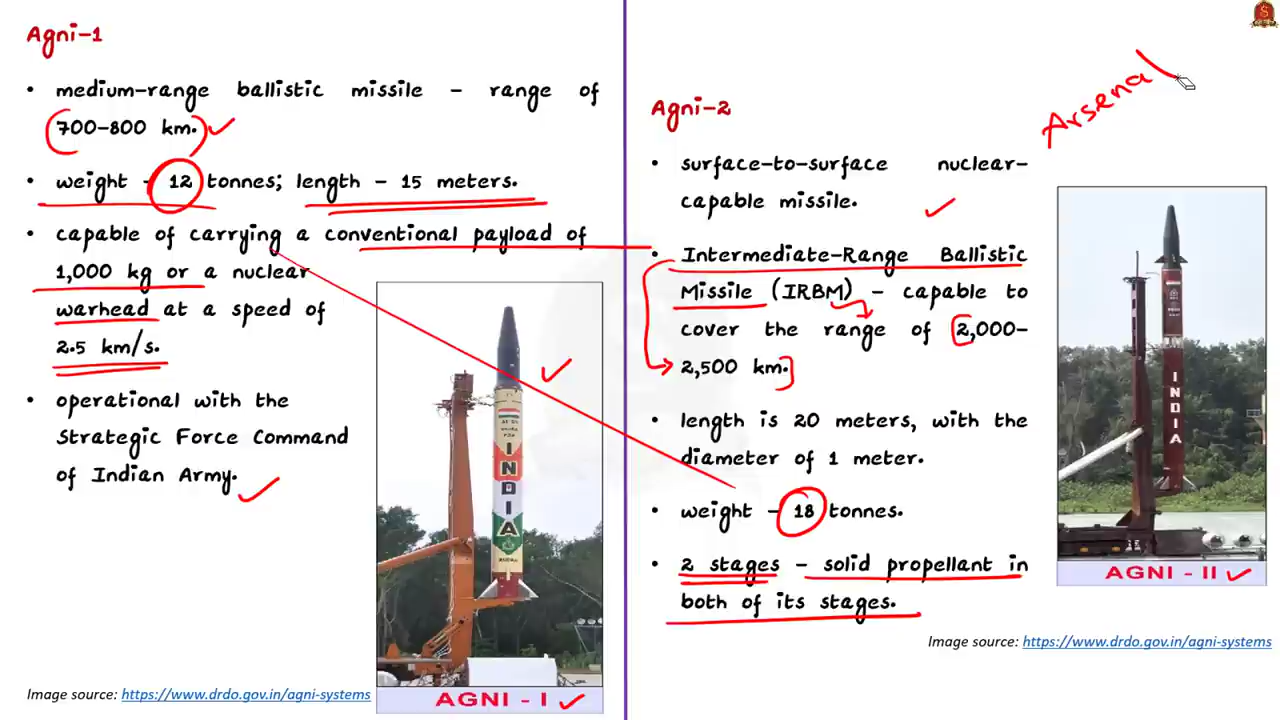 Agni-1
• medium-range ballistic missile - range of
700-800 km.
• weight - 12 tonnes; length - 15 meters.
• capable of carrying a conventional payload of
1,000 kg or a nuclear
warhead at a speed of
2.5 km/s.
• operational with the
Strategic Force Command
of Indian Army.
INDIA
AGNI - I
Image source: https://www.drdo.gov.in/agni-systems
Arsenal
Agni-2
• surface-to-surface nuclear-
capable missile.
• Intermediate-Range Ballistic
Missile (IRBM) - capable to
cover the range of 2,000-
2,500 km.
• length is 20 meters, with the
diameter of 1 meter.
• weight - 18 tonnes.
• 2 stages - solid propellant in
both of its stages.
INDIA
AGNI - II
Image source: https://www.drdo.gov.in/agni-systems